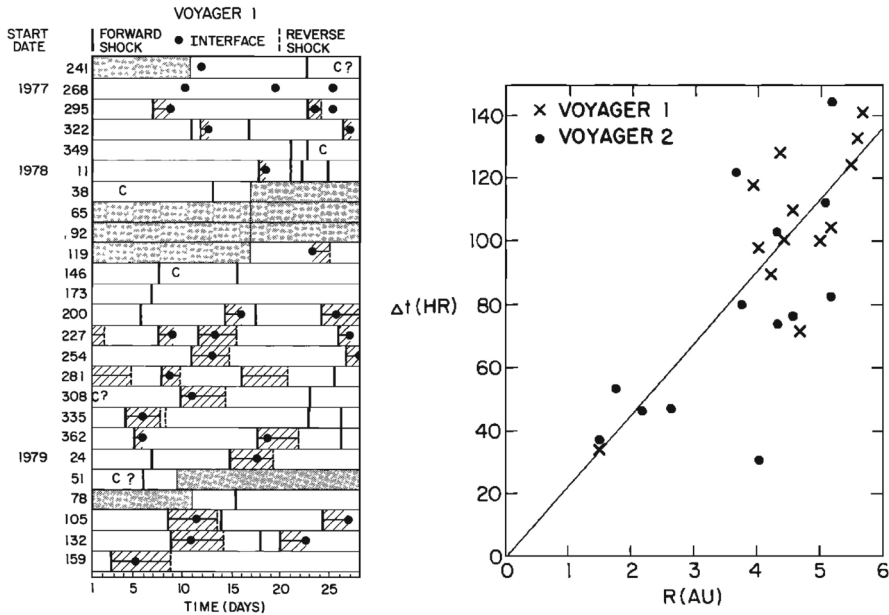 VOYAGER 1
START DATE
FORWARD SHOCK
INTERFACE
REVERSE SHOCK
241 C ?
1977 268
295
322
349 C
1978 11
38 C
65
92
119
146 C
173
200
227
254
281
308 C?
335
362
1979 24
51 C ?
78
105
132
159
1 5 10 15 20 25
TIME (DAYS)
VOYAGER 1
VOYAGER 2
140
120
100
Δt (HR)
80
60
40
20
0
0 1 2 3 4 5 6
R (AU)